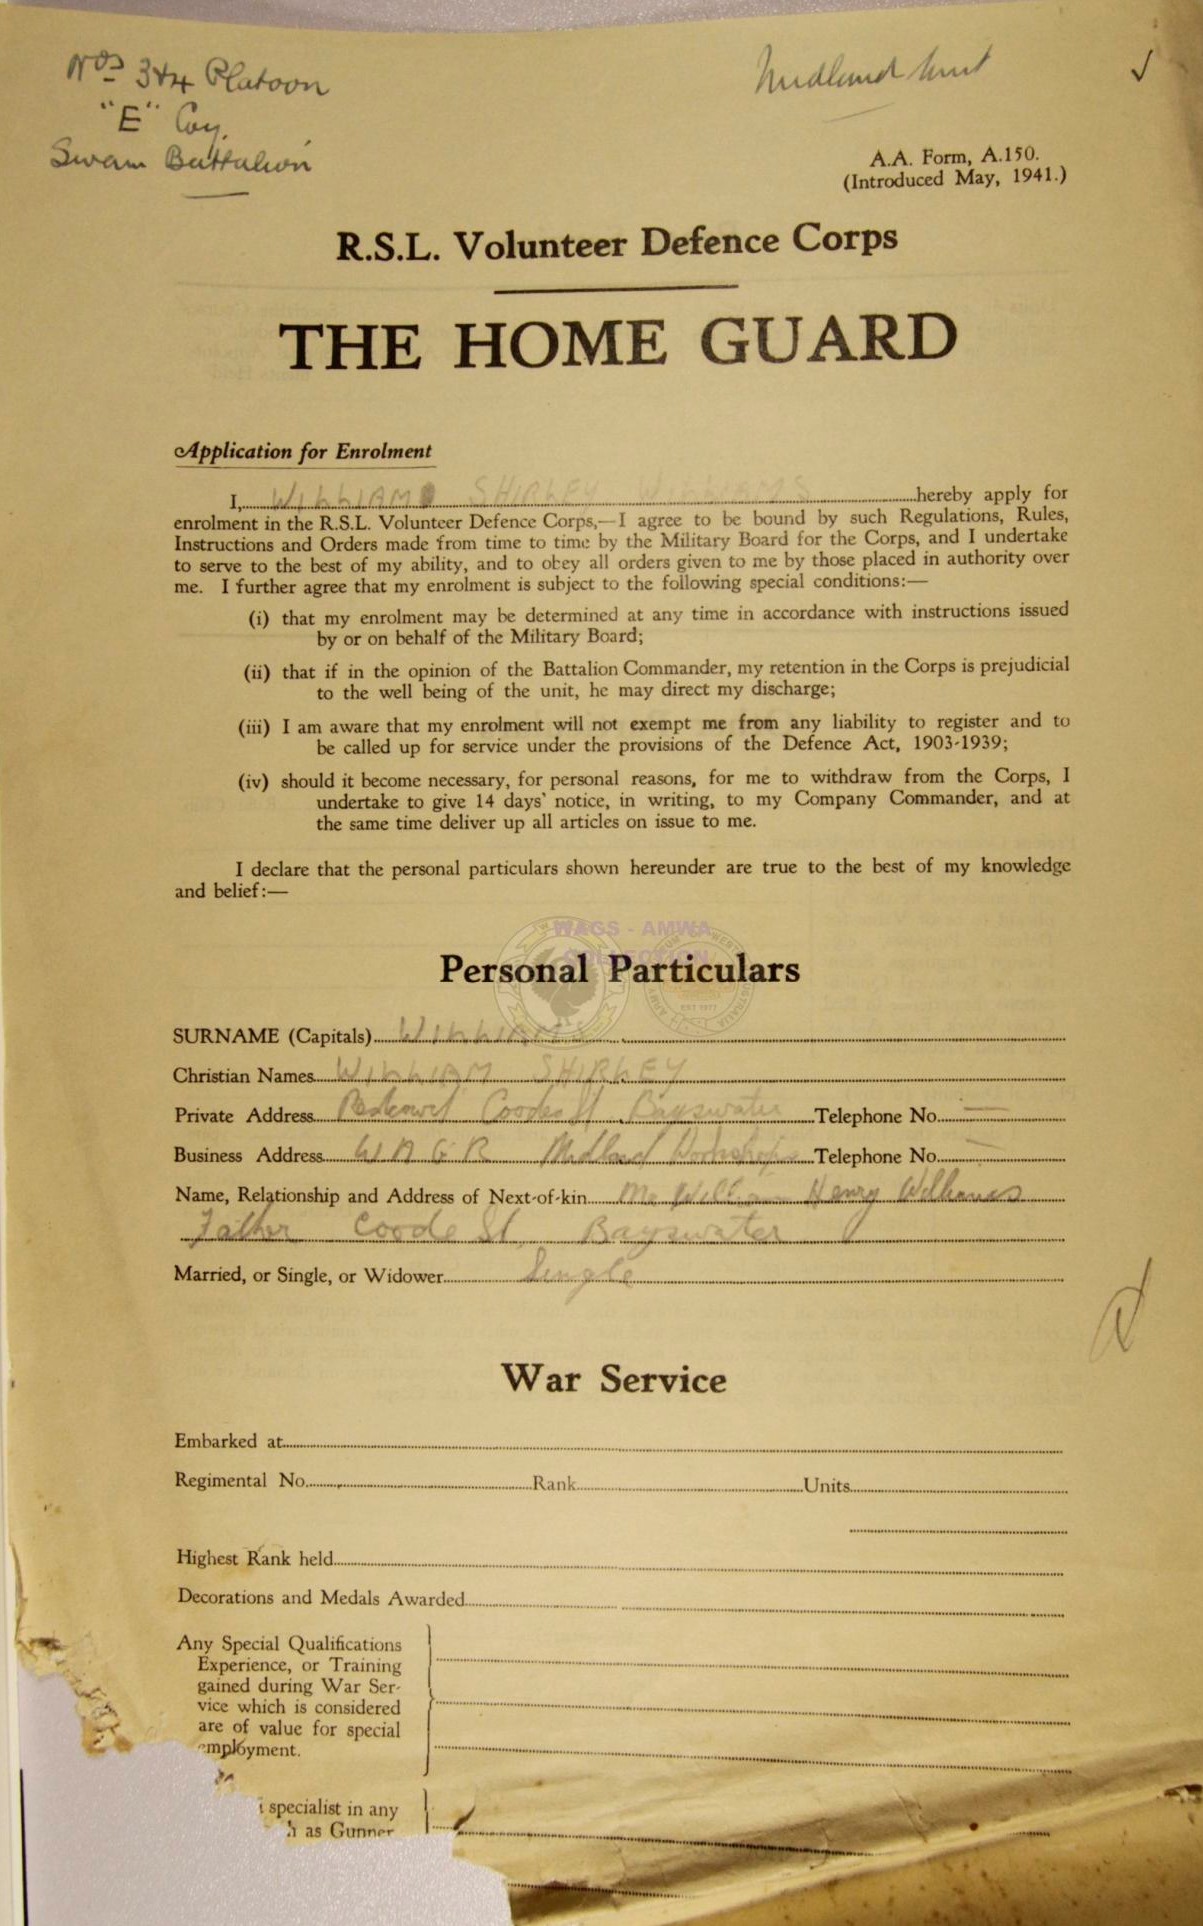 Nos 3&4 Platoon
"E" Coy.
Swan Battalion
Midland Unit
A.A. Form, A.150.
(Introduced May, 1941.)
R.S.L. Volunteer Defence Corps
THE HOME GUARD
Application for Enrolment
I, WILLIAM SHIRLEY WILLIAMS hereby apply for
enrolment in the R.S.L. Volunteer Defence Corps,—I agree to be bound by such Regulations, Rules,
Instructions and Orders made from time to time by the Military Board for the Corps, and I undertake
to serve to the best of my ability, and to obey all orders given to me by those placed in authority over
me. I further agree that my enrolment is subject to the following special conditions:—
(i) that my enrolment may be determined at any time in accordance with instructions issued
by or on behalf of the Military Board;
(ii) that if in the opinion of the Battalion Commander, my retention in the Corps is prejudicial
to the well being of the unit, he may direct my discharge;
(iii) I am aware that my enrolment will not exempt me from any liability to register and to
be called up for service under the provisions of the Defence Act, 1903-1939;
(iv) should it become necessary, for personal reasons, for me to withdraw from the Corps, I
undertake to give 14 days' notice, in writing, to my Company Commander, and at
the same time deliver up all articles on issue to me.
I declare that the personal particulars shown hereunder are true to the best of my knowledge
and belief:—
WAGS - AMWA
COLLECTION
Personal Particulars
SURNAME (Capitals) WILLIAMS
Christian Names WILLIAM SHIRLEY
Private Address Coode St Bayswater Telephone No. —
Business Address W A G R Midland Workshops Telephone No. —
Name, Relationship and Address of Next-of-kin Mr William Henry Williams
Father Coode St, Bayswater
Married, or Single, or Widower Single
War Service
Embarked at
Regimental No. Rank Units
Highest Rank held
Decorations and Medals Awarded
Any Special Qualifications
Experience, or Training
gained during War Ser-
vice which is considered
are of value for special
employment.
specialist in any
as Gunner